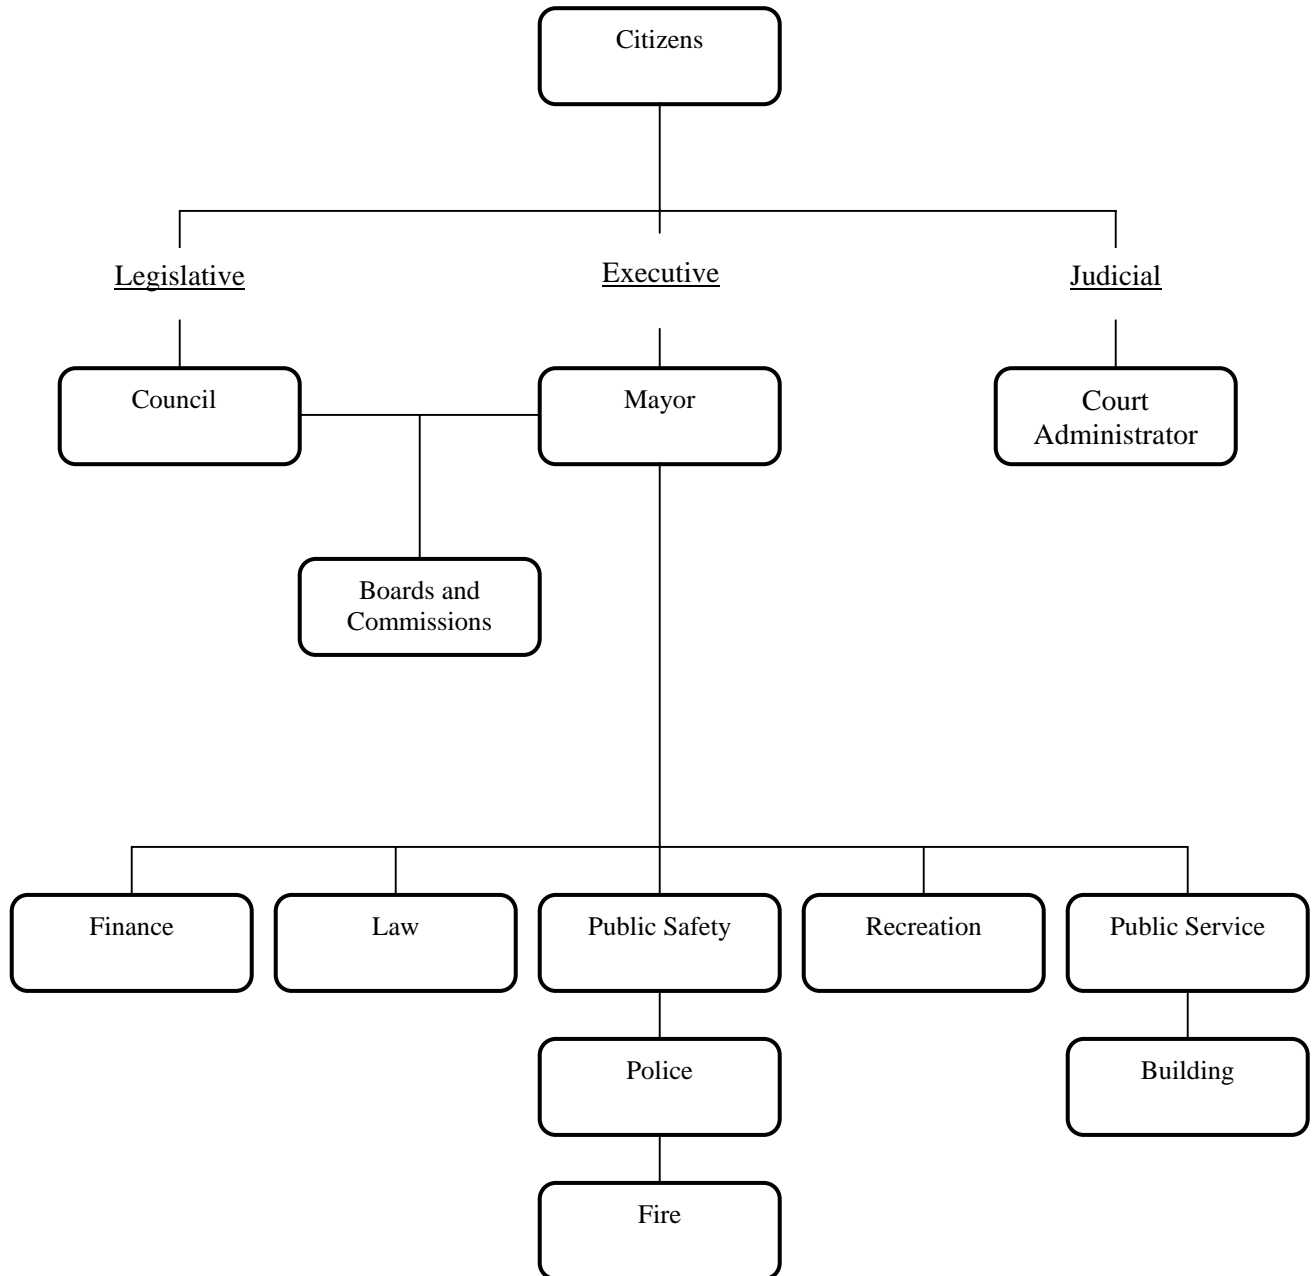 Citizens
Legislative
Executive
Judicial
Council
Mayor
Court
Administrator
Boards and
Commissions
Finance
Law
Public Safety
Recreation
Public Service
Police
Building
Fire